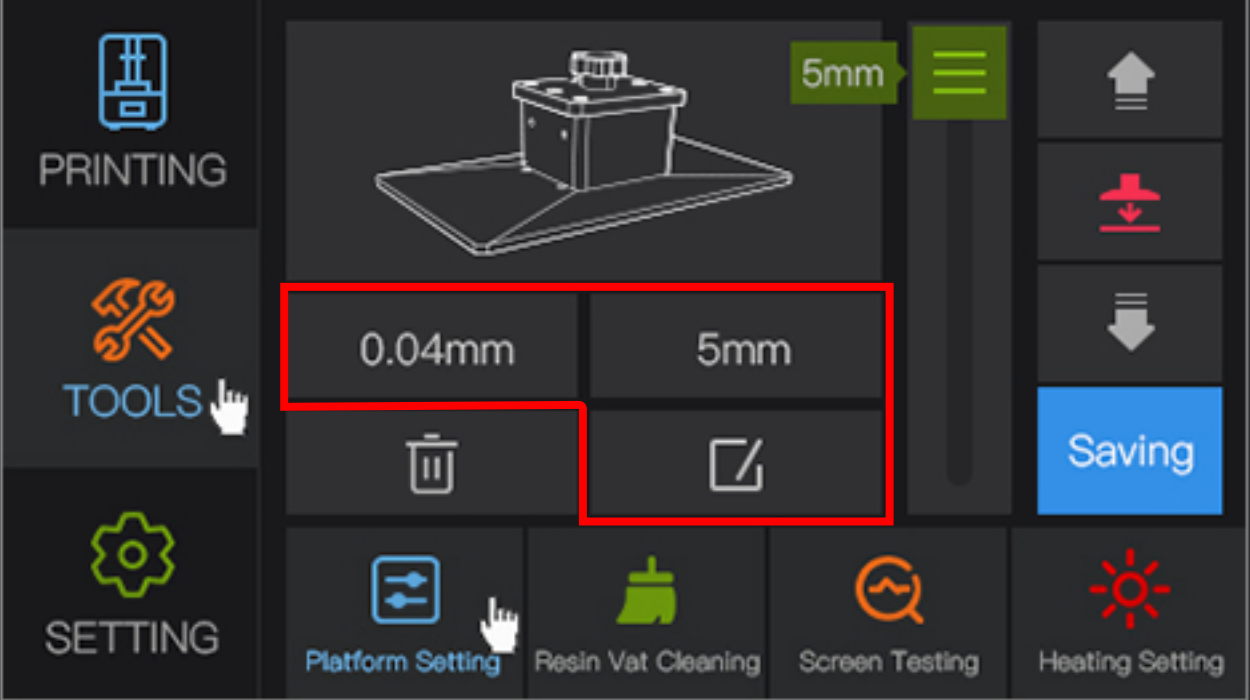 PRINTING
TOOLS
SETTING
5mm
0.04mm
5mm
Saving
Platform Setting
Resin Vat Cleaning
Screen Testing
Heating Setting